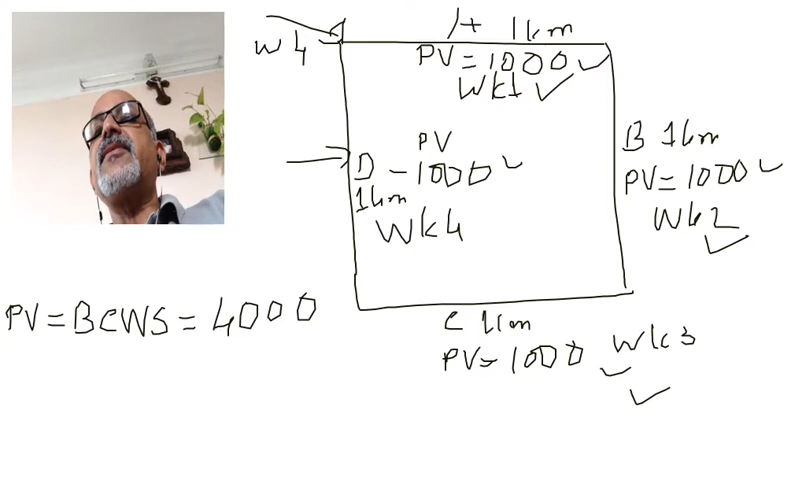 A 1km
W4
PV = 1000
Wk1
B 1km
PV = 1000
Wk2
PV
D - 1000
1km
Wk4
PV = BCWS = 4000
C 1km
PV = 1000
Wk3